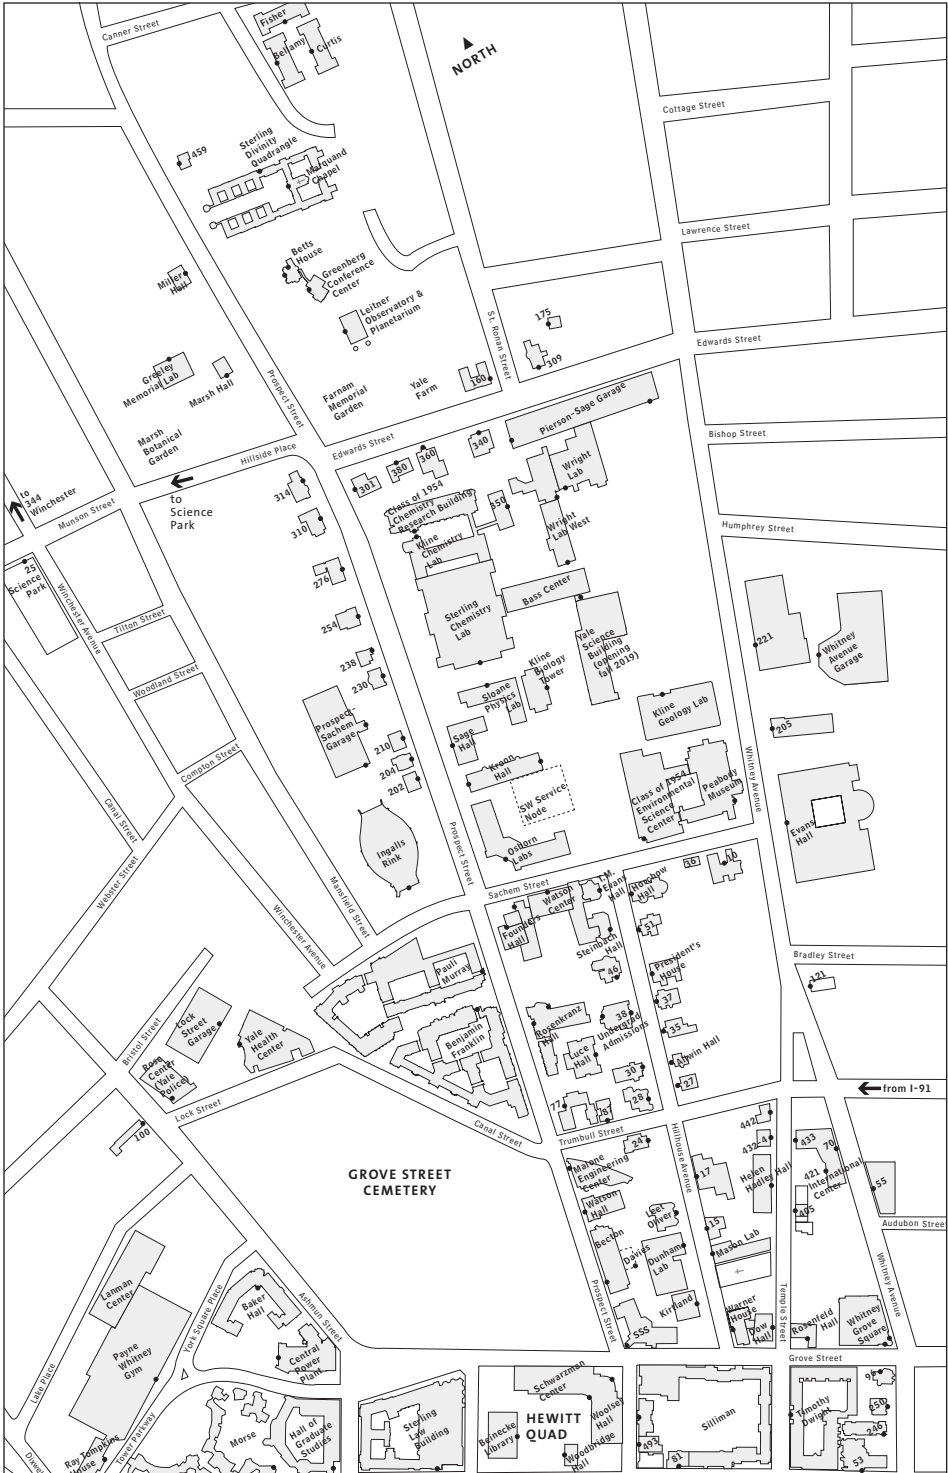 Canner Street
Fisher
Bellamy
Curtis
NORTH
Cottage Street
459
Sterling
Divinity
Quadrangle
Marquand
Chapel
Lawrence Street
Betts
House
Greenberg
Conference
Center
Miller
Hall
Leitner
Observatory &
Planetarium
St. Ronan Street
175
309
Edwards Street
Greeley
Memorial Lab
Marsh Hall
Prospect Street
Farnam
Memorial
Garden
Yale
Farm
160
Pierson-Sage Garage
Marsh
Botanical
Garden
Hillside Place
Edwards Street
340
360
380
301
Bishop Street
to
344
Winchester
Munson Street
to
Science
Park
314
310
Class of 1954
Chemistry
Research Building
350
Wright
Lab
Kline
Chemistry
Lab
Wright
Lab West
Humphrey Street
25
Science
Park
Winchester Avenue
276
Bass Center
Tilton Street
254
Sterling
Chemistry
Lab
Yale
Science
Building
(opening
fall 2019)
221
Whitney
Avenue
Garage
Woodland Street
238
230
Kline
Biology
Tower
Sloane
Physics
Lab
Kline
Geology Lab
Prospect-
Sachem
Garage
Sage
Hall
205
Compton Street
210
204
202
Kroon
Hall
SW Service
Node
Class of 1954
Environmental
Science
Center
Peabody
Museum
Whitney Avenue
Canal Street
Ingalls
Rink
Prospect Street
Osborn
Labs
Evans
Hall
Webster Street
Mansfield Street
Winchester Avenue
Sachem Street
36
10
Watson
Center
T.M.
Evans
Hall
Horchow
Hall
Founders
Hall
Steinbach
Hall
51
Bradley Street
Pauli
Murray
46
President's
House
121
37
Bristol Street
Lock
Street
Garage
Yale
Health
Center
Benjamin
Franklin
Rosenkranz
Hall
38
Undergrad
Admissions
35
Luce
Hall
Alwin Hall
Rose
Center
(Yale
Police)
30
27
from I-91
Lock Street
77
87
28
100
Canal Street
Trumbull Street
24
Hillhouse Avenue
442
432-4
433
70
GROVE STREET
CEMETERY
Malone
Engineering
Center
17
Helen
Hadley Hall
421
International
Center
55
Watson
Hall
Leet
Oliver
405
15
Audubon Street
Becton
Davies
Dunham
Lab
Mason Lab
Lanman
Center
York Square Place
Baker
Hall
Ashmun Street
Prospect Street
Kirtland
Warner
House
Dow
Hall
Temple Street
Rosenfeld
Hall
Whitney
Grove
Square
Whitney Avenue
SSS
Payne
Whitney
Gym
Central
Power
Plant
Grove Street
Lake Place
Schwarzman
Center
HEWITT
QUAD
Woolsey
Hall
Beinecke
Library
Woodbridge
Hall
Silliman
Timothy
Dwight
Tower Parkway
Morse
Hall of
Graduate
Studies
Sterling
Law
Building
493
81
246
53
Ray Tompkins
House